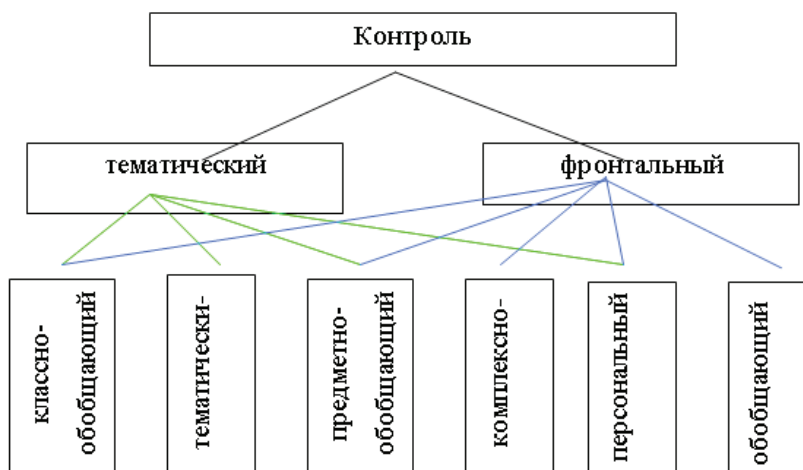 Контроль
тематический
фронтальный
классно-
обобщающий
тематически-
предметно-
обобщающий
комплексно-
персональный
обобщающий